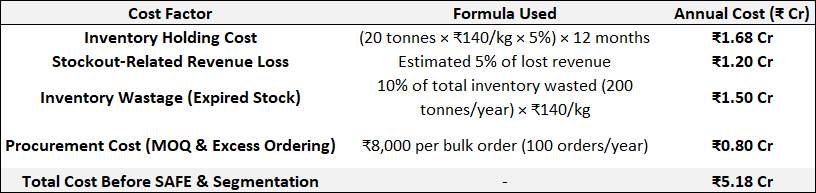 Cost Factor Formula Used Annual Cost (₹ Cr)
Inventory Holding Cost (20 tonnes × ₹140/kg × 5%) × 12 months ₹1.68 Cr
Stockout-Related Revenue Loss Estimated 5% of lost revenue ₹1.20 Cr
Inventory Wastage (Expired Stock) 10% of total inventory wasted (200 ₹1.50 Cr
tonnes/year) × ₹140/kg
Procurement Cost (MOQ & Excess Ordering) ₹8,000 per bulk order (100 orders/year) ₹0.80 Cr
Total Cost Before SAFE & Segmentation - ₹5.18 Cr